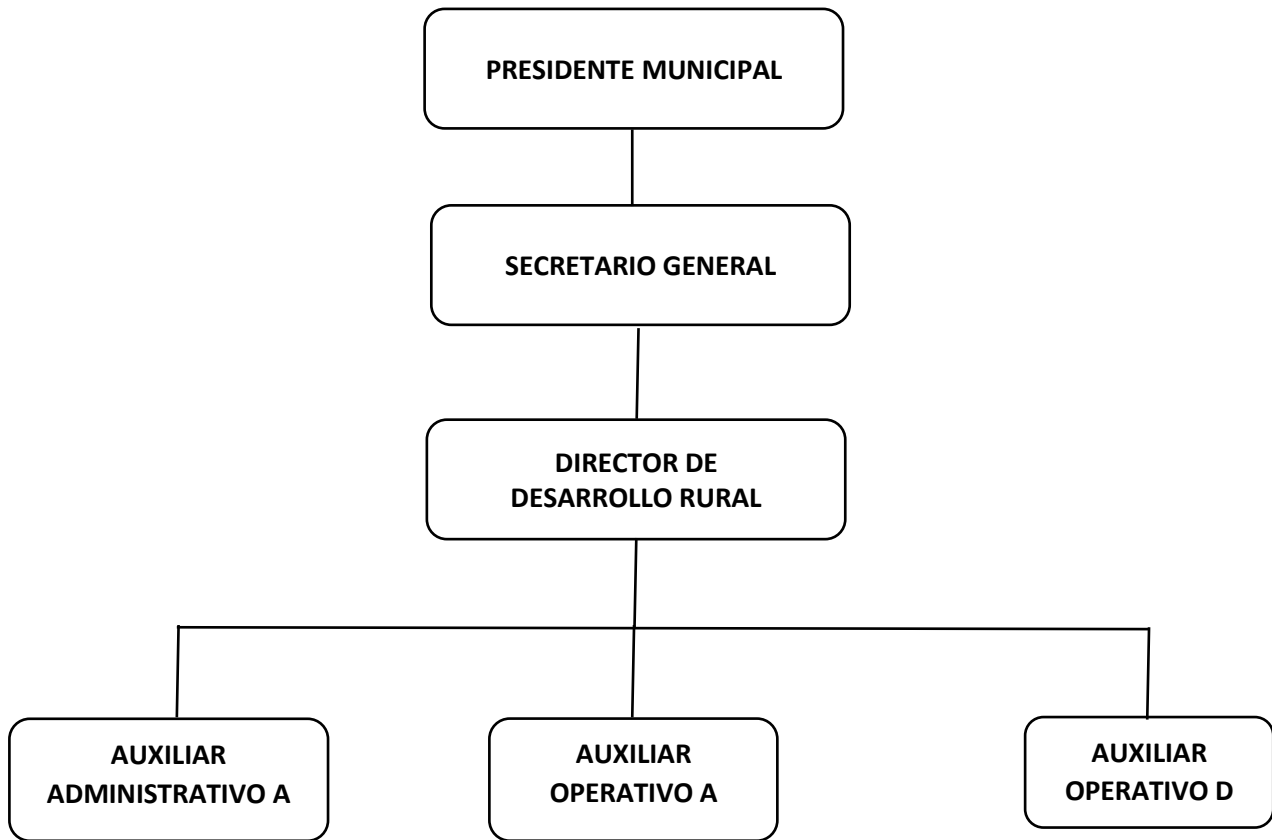 PRESIDENTE MUNICIPAL
SECRETARIO GENERAL
DIRECTOR DE
DESARROLLO RURAL
AUXILIAR
ADMINISTRATIVO A
AUXILIAR
OPERATIVO A
AUXILIAR
OPERATIVO D